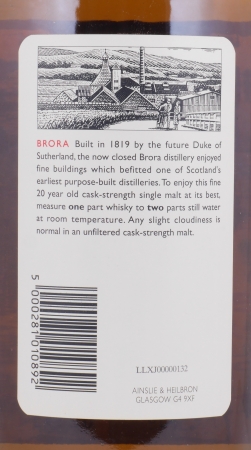 BRORA Built in 1819 by the future Duke of
Sutherland, the now closed Brora distillery enjoyed
fine buildings which befitted one of Scotland's
earliest purpose-built distilleries. To enjoy this fine
20 year old cask-strength single malt at its best,
measure one part whisky to two parts still water
at room temperature. Any slight cloudiness is
normal in an unfiltered cask-strength malt.
5 000281 010892
LLXJ00000132
AINSLIE & HEILBRON
GLASGOW G4 9XF